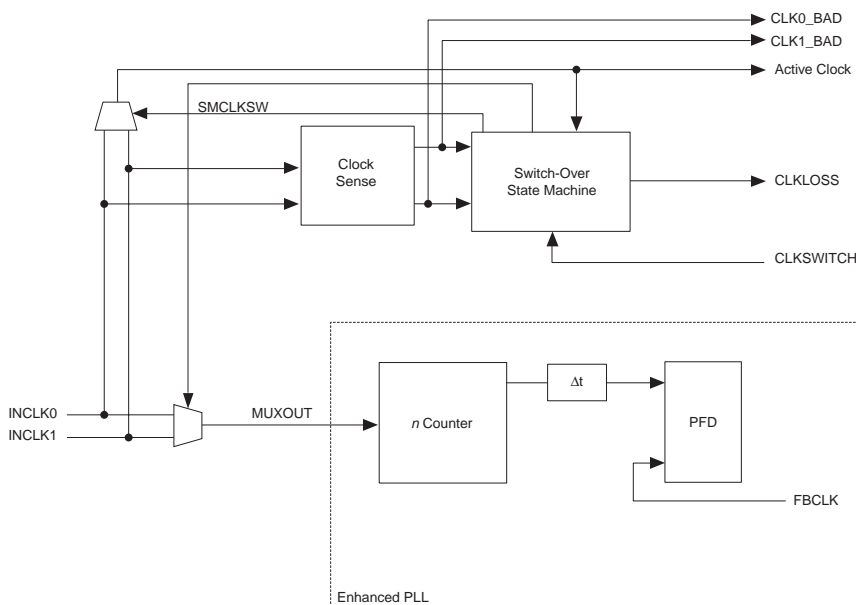 CLK0_BAD
CLK1_BAD
Active Clock
SMCLKSW
Clock
Sense
Switch-Over
State Machine
CLKLOSS
CLKSWITCH
INCLK0
INCLK1
MUXOUT
n Counter
Δt
PFD
FBCLK
Enhanced PLL